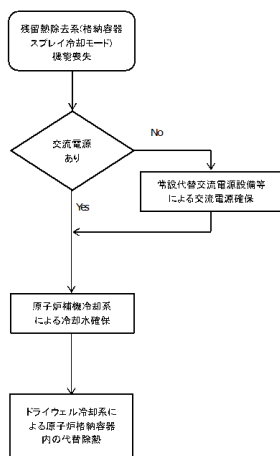 残留熱除去系(格納容器
スプレイ冷却モード)
機能喪失
交流電源
あり
No
Yes
常設代替交流電源設備等
による交流電源確保
原子炉補機冷却系
による冷却水確保
ドライウェル冷却系に
よる原子炉格納容器
内の代替除熱